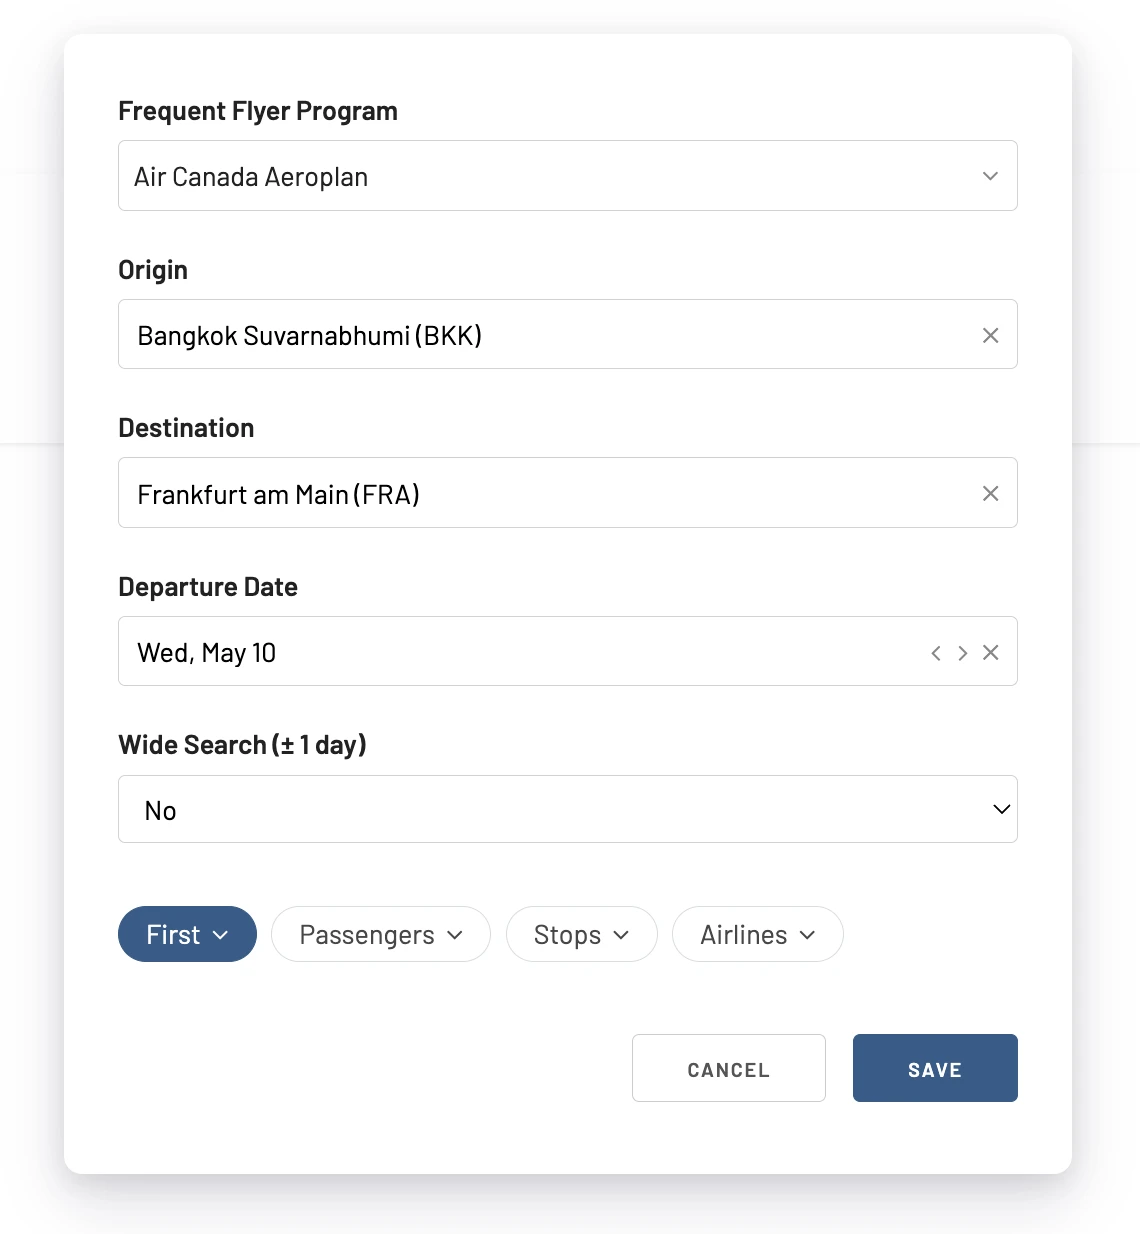 Frequent Flyer Program
Air Canada Aeroplan
Origin
Bangkok Suvarnabhumi (BKK)
Destination
Frankfurt am Main (FRA)
Departure Date
Wed, May 10
Wide Search (± 1 day)
No
First Passengers Stops Airlines
CANCEL SAVE